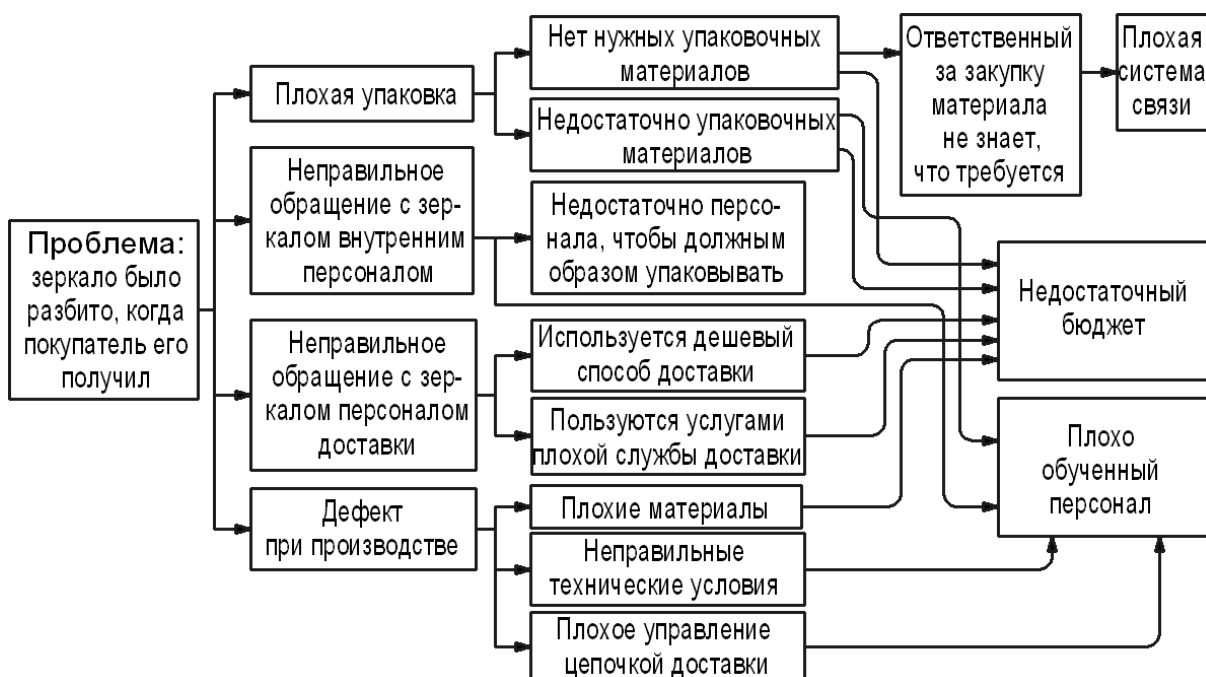 Проблема:
зеркало было
разбито, когда
покупатель его
получил
Плохая упаковка
Неправильное
обращение с зер-
калом внутренним
персоналом
Неправильное
обращение с зер-
калом персоналом
доставки
Дефект
при производстве
Нет нужных упаковочных
материалов
Недостаточно упаковочных
материалов
Недостаточно персо-
нала, чтобы должным
образом упаковывать
Используется дешевый
способ доставки
Пользуются услугами
плохой службы доставки
Плохие материалы
Неправильные
технические условия
Плохое управление
цепочкой доставки
Ответственный
за закупку
материала
не знает,
что требуется
Плохая
система
связи
Недостаточный
бюджет
Плохо
обученный
персонал